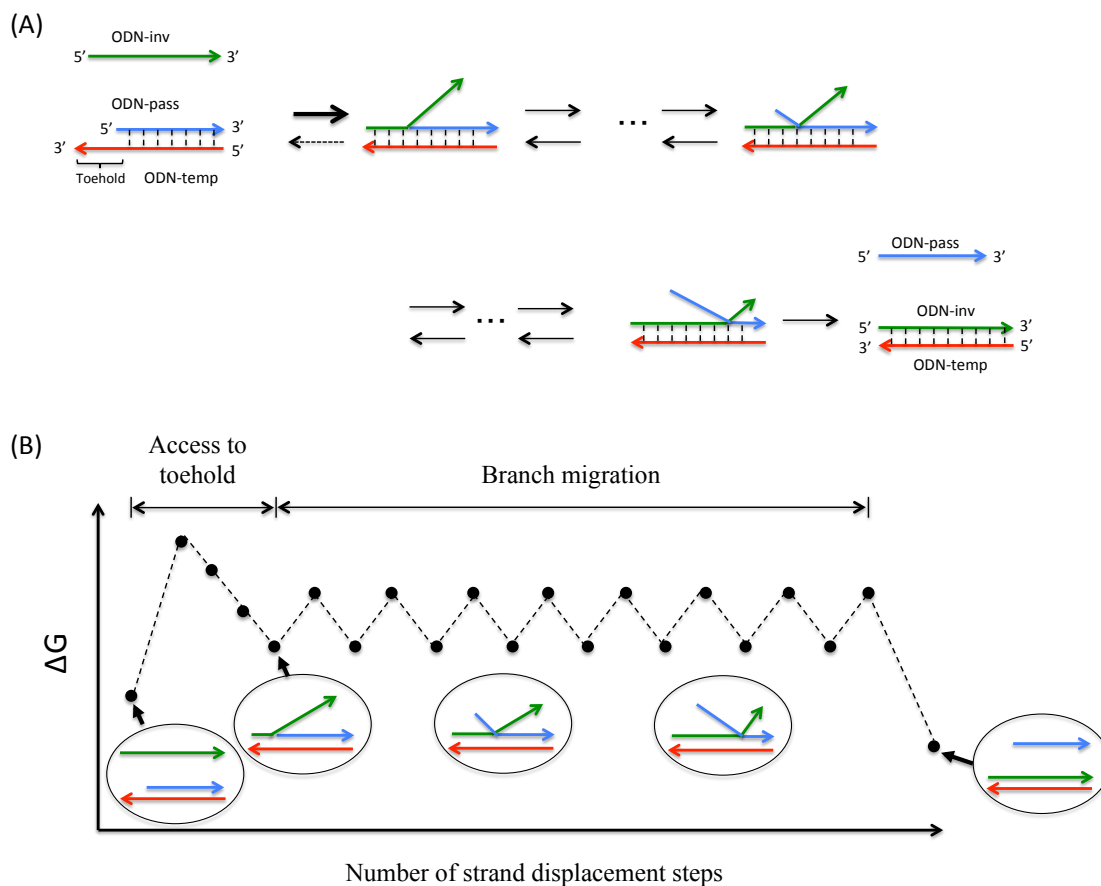 (A)
ODN-inv
5’ 3’
ODN-pass
5’ 3’
3’ 5’
Toehold ODN-temp
...
...
ODN-pass
5’ 3’
ODN-inv
5’ 3’
3’ 5’
ODN-temp
(B)
Access to
toehold
Branch migration
ΔG
Number of strand displacement steps